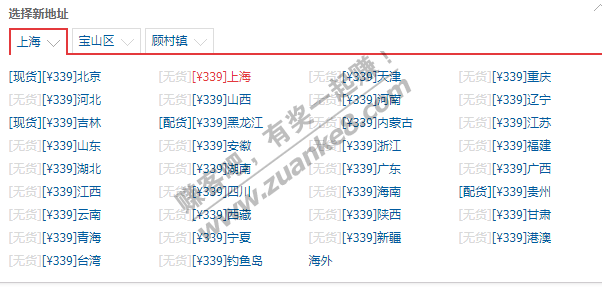 选择新地址
上海 宝山区 顾村镇
[现货][¥339]北京 [无货][¥339]上海 [无货][¥339]天津 [无货][¥339]重庆
[无货][¥339]河北 [无货][¥339]山西 [无货][¥339]河南 [无货][¥339]辽宁
[现货][¥339]吉林 [配货][¥339]黑龙江 [无货][¥339]内蒙古 [无货][¥339]江苏
[无货][¥339]山东 [无货][¥339]安徽 [无货][¥339]浙江 [无货][¥339]福建
[无货][¥339]湖北 [无货][¥339]湖南 [无货][¥339]广东 [无货][¥339]广西
[无货][¥339]江西 [无货][¥339]四川 [无货][¥339]海南 [配货][¥339]贵州
[无货][¥339]云南 [无货][¥339]西藏 [无货][¥339]陕西 [无货][¥339]甘肃
[无货][¥339]青海 [无货][¥339]宁夏 [无货][¥339]新疆 [无货][¥339]港澳
[无货][¥339]台湾 [无货][¥339]钓鱼岛 海外
赚客吧，有奖一起赚！
www.zuanke8.com